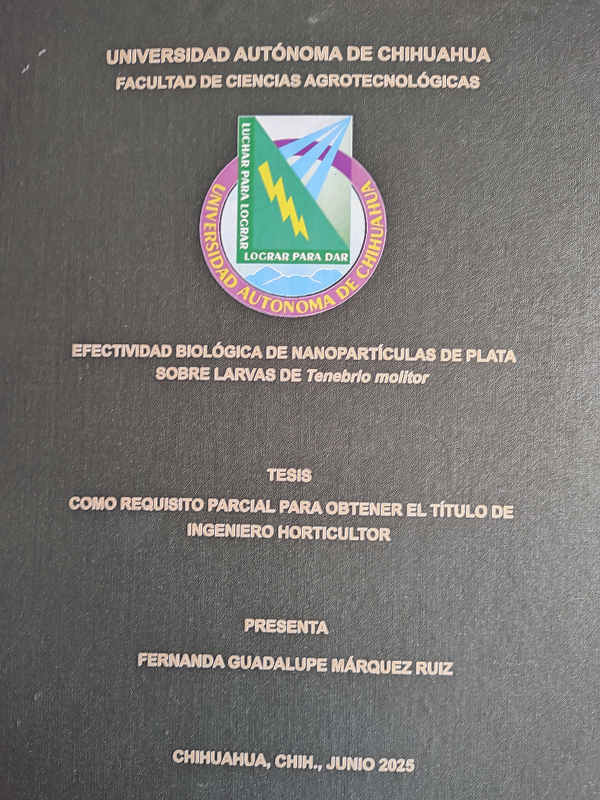 UNIVERSIDAD AUTÓNOMA DE CHIHUAHUA
FACULTAD DE CIENCIAS AGROTECNOLÓGICAS
LUCHAR PARA LOGRAR
LOGRAR PARA DAR
UNIVERSIDAD AUTONOMA DE CHIHUAHUA
EFECTIVIDAD BIOLÓGICA DE NANOPARTÍCULAS DE PLATA
SOBRE LARVAS DE Tenebrio molitor
TESIS
COMO REQUISITO PARCIAL PARA OBTENER EL TÍTULO DE
INGENIERO HORTICULTOR
PRESENTA
FERNANDA GUADALUPE MÁRQUEZ RUIZ
CHIHUAHUA, CHIH., JUNIO 2025